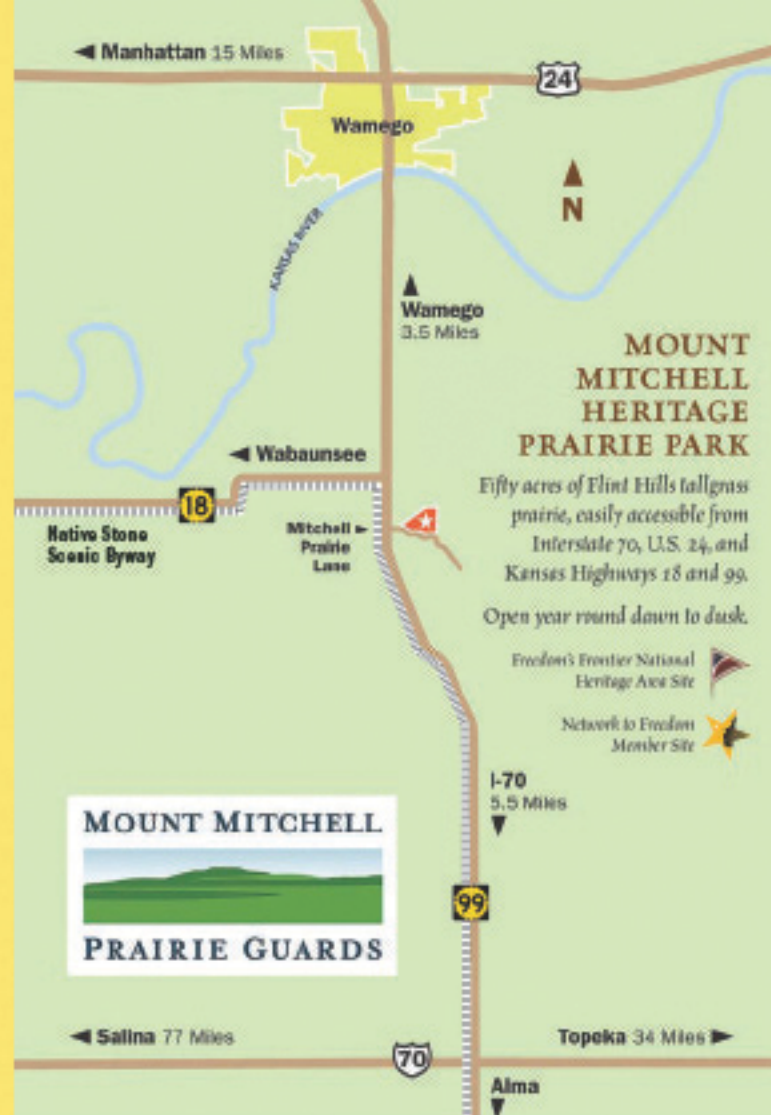 Manhattan 15 Miles
24
Wamego
N
KANSAS RIVER
Wamego
3.5 Miles
MOUNT
MITCHELL
HERITAGE
PRAIRIE PARK
Wabaunsee
Fifty acres of Flint Hills tallgrass
prairie, easily accessible from
Interstate 70, U.S. 24, and
Kansas Highways 18 and 99.
18
Native Stone
Scenic Byway
Mitchell
Prairie
Lane
Open year round dawn to dusk.
Freedom's Frontier National
Heritage Area Site
Network to Freedom
Member Site
I-70
5.5 Miles
MOUNT MITCHELL
PRAIRIE GUARDS
99
Salina 77 Miles
Topeka 34 Miles
70
Alma